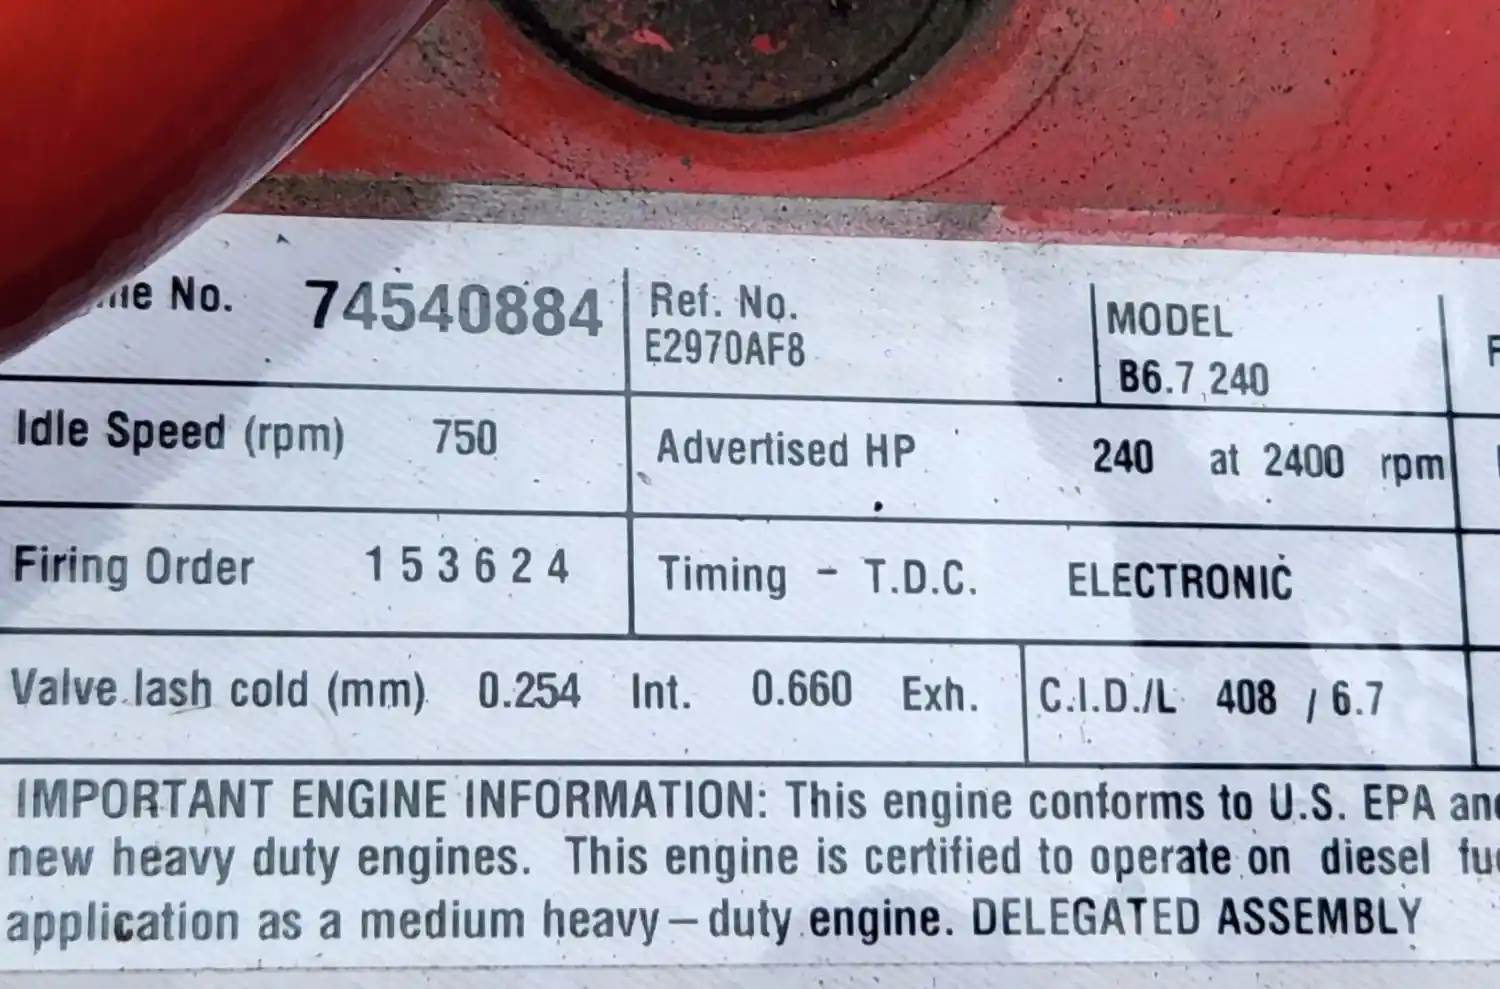 No. 74540884 Ref. No. E2970AF8 MODEL B6.7 240
Idle Speed (rpm) 750 Advertised HP 240 at 2400 rpm
Firing Order 1 5 3 6 2 4 Timing - T.D.C. ELECTRONIC
Valve lash cold (mm) 0.254 Int. 0.660 Exh. C.I.D./L 408 / 6.7
IMPORTANT ENGINE INFORMATION: This engine conforms to U.S. EPA
new heavy duty engines. This engine is certified to operate on diesel
application as a medium heavy-duty engine. DELEGATED ASSEMBLY